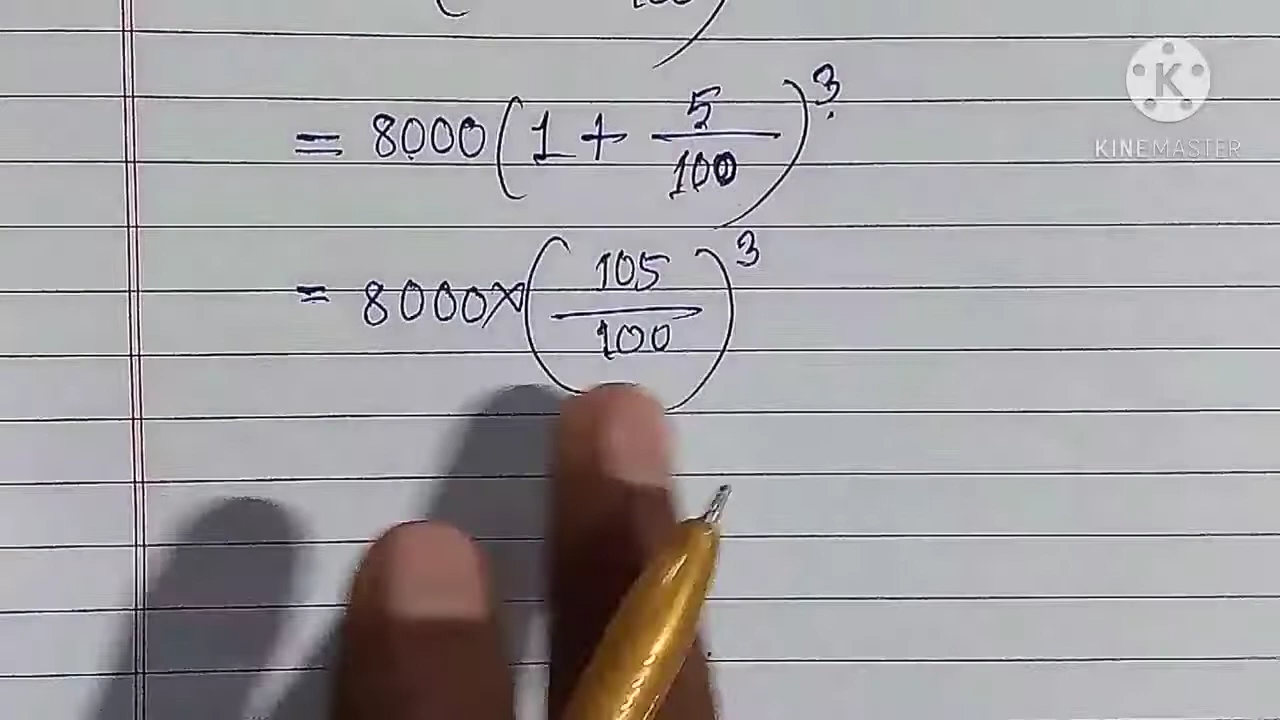 = 8000(1 + 5/100)³
= 8000×(105/100)³
K
KINEMASTER